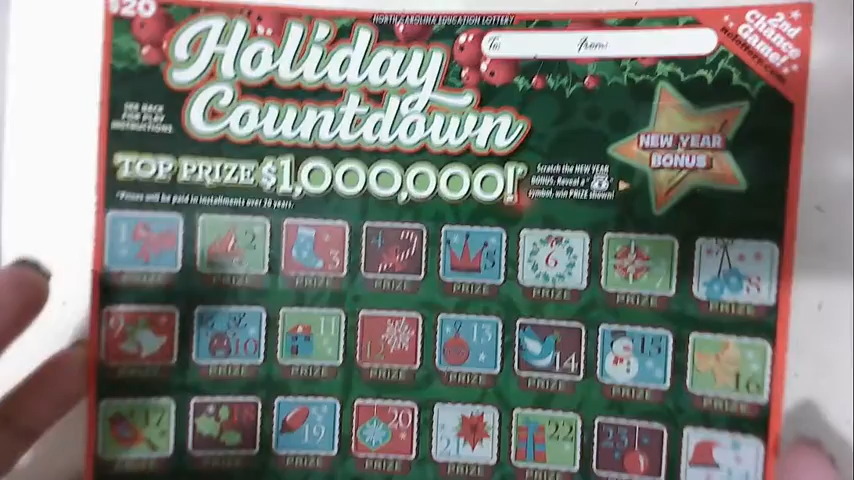 $20
NORTH CAROLINA EDUCATION LOTTERY
Holiday
Countdown
To:
From:
2nd
Chance
Game!
SEE BACK
FOR PLAY
INSTRUCTIONS
TOP PRIZE $1,000,000!*
*Prizes will be paid in installments over 20 years.
Scratch the NEW YEAR
BONUS. Reveal a
symbol, win PRIZE shown!
NEW YEAR
BONUS
1 2 3 4 5 6 7 8
PRIZE PRIZE PRIZE PRIZE PRIZE PRIZE PRIZE PRIZE
9 10 11 12 13 14 15 16
PRIZE PRIZE PRIZE PRIZE PRIZE PRIZE PRIZE PRIZE
17 18 19 20 21 22 23
PRIZE PRIZE PRIZE PRIZE PRIZE PRIZE PRIZE